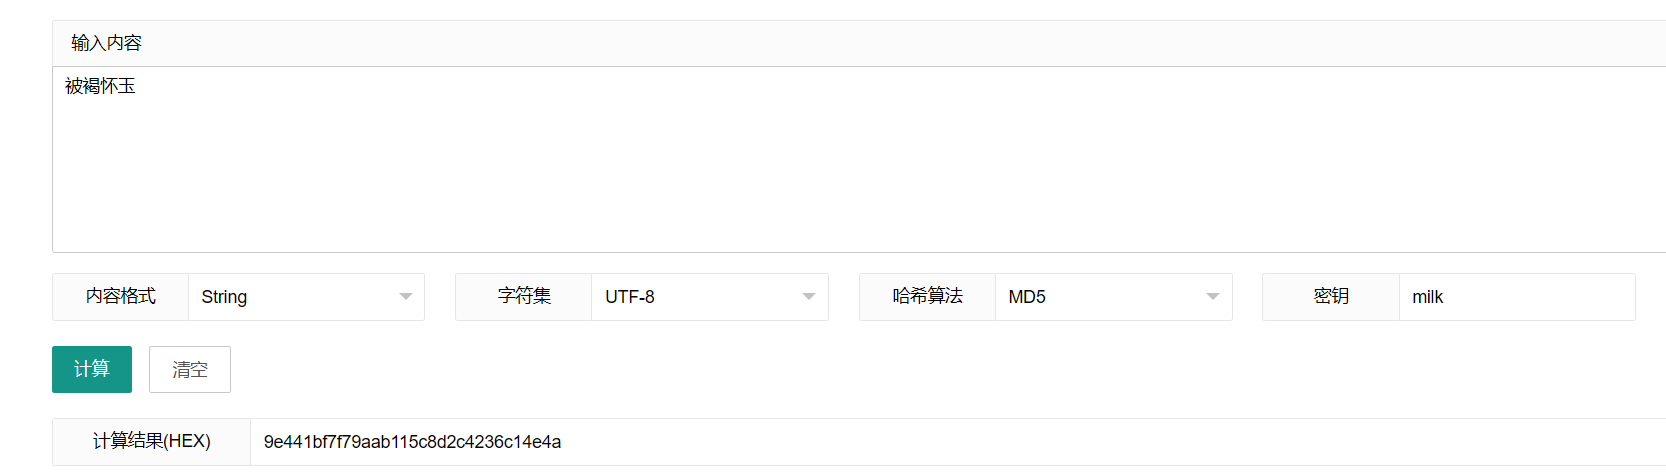 输入内容
被褐怀玉
内容格式 String 字符集 UTF-8 哈希算法 MD5 密钥 milk
计算 清空
计算结果(HEX) 9e441bf7f79aab115c8d2c4236c14e4a